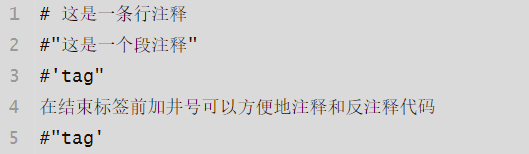 1 # 这是一条行注释
2 #"这是一个段注释"
3 #'tag"
4 在结束标签前加井号可以方便地注释和反注释代码
5 #"tag'